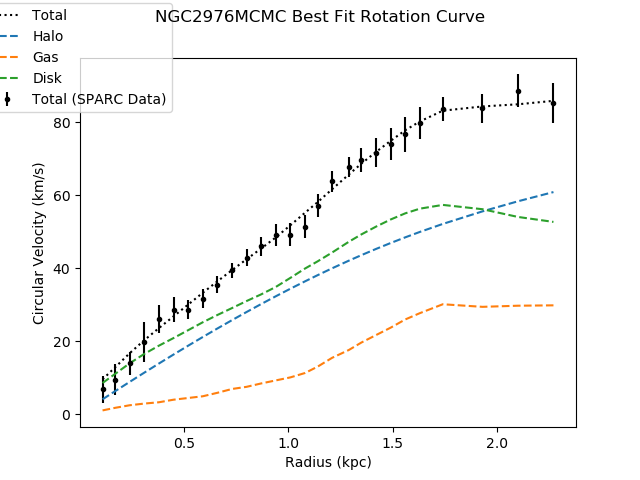 NGC2976MCMC Best Fit Rotation Curve
Total
Halo
Gas
Disk
Total (SPARC Data)
Circular Velocity (km/s)
80
60
40
20
0
0.5 1.0 1.5 2.0
Radius (kpc)